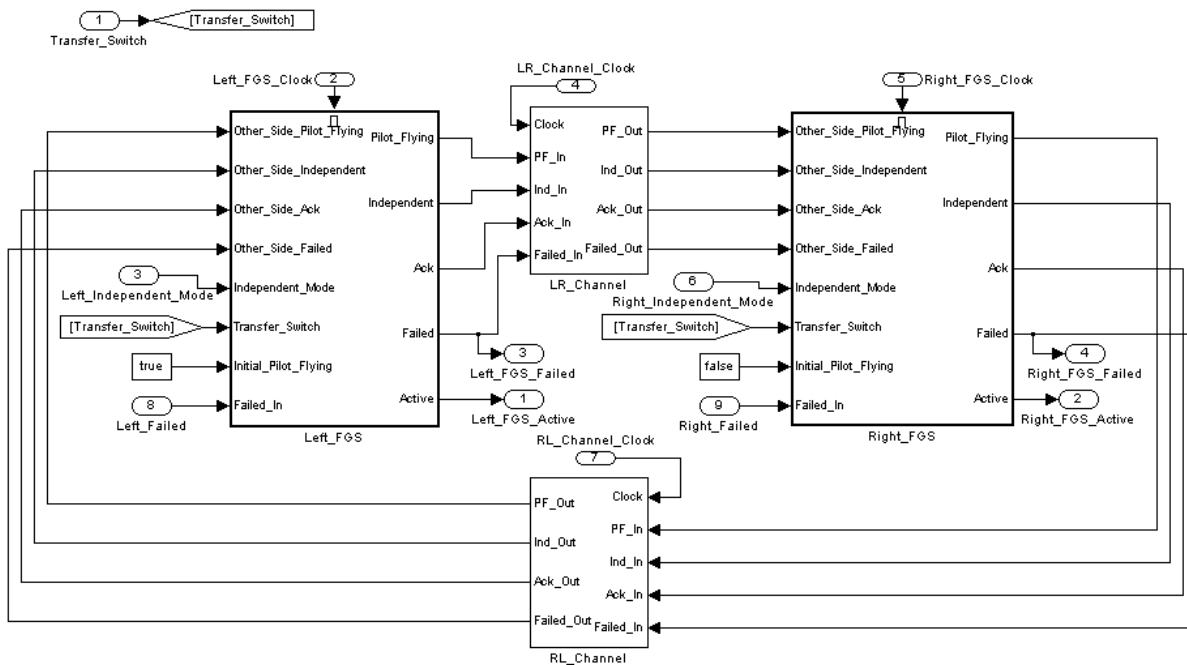 1
[Transfer_Switch]
Transfer_Switch
Left_FGS_Clock
2
LR_Channel_Clock
4
5
Right_FGS_Clock
Other_Side_Pilot_Flying
Other_Side_Independent
Other_Side_Ack
Other_Side_Failed
Independent_Mode
Transfer_Switch
Initial_Pilot_Flying
Failed_In
Pilot_Flying
Independent
Ack
Failed
Active
Left_FGS
3
Left_Independent_Mode
[Transfer_Switch]
true
8
Left_Failed
3
Left_FGS_Failed
1
Left_FGS_Active
Clock
PF_In
Ind_In
Ack_In
Failed_In
PF_Out
Ind_Out
Ack_Out
Failed_Out
LR_Channel
6
Right_Independent_Mode
[Transfer_Switch]
false
9
Right_Failed
Other_Side_Pilot_Flying
Other_Side_Independent
Other_Side_Ack
Other_Side_Failed
Independent_Mode
Transfer_Switch
Initial_Pilot_Flying
Failed_In
Pilot_Flying
Independent
Ack
Failed
Active
Right_FGS
4
Right_FGS_Failed
2
Right_FGS_Active
RL_Channel_Clock
7
PF_Out
Ind_Out
Ack_Out
Failed_Out
Clock
PF_In
Ind_In
Ack_In
Failed_In
RL_Channel